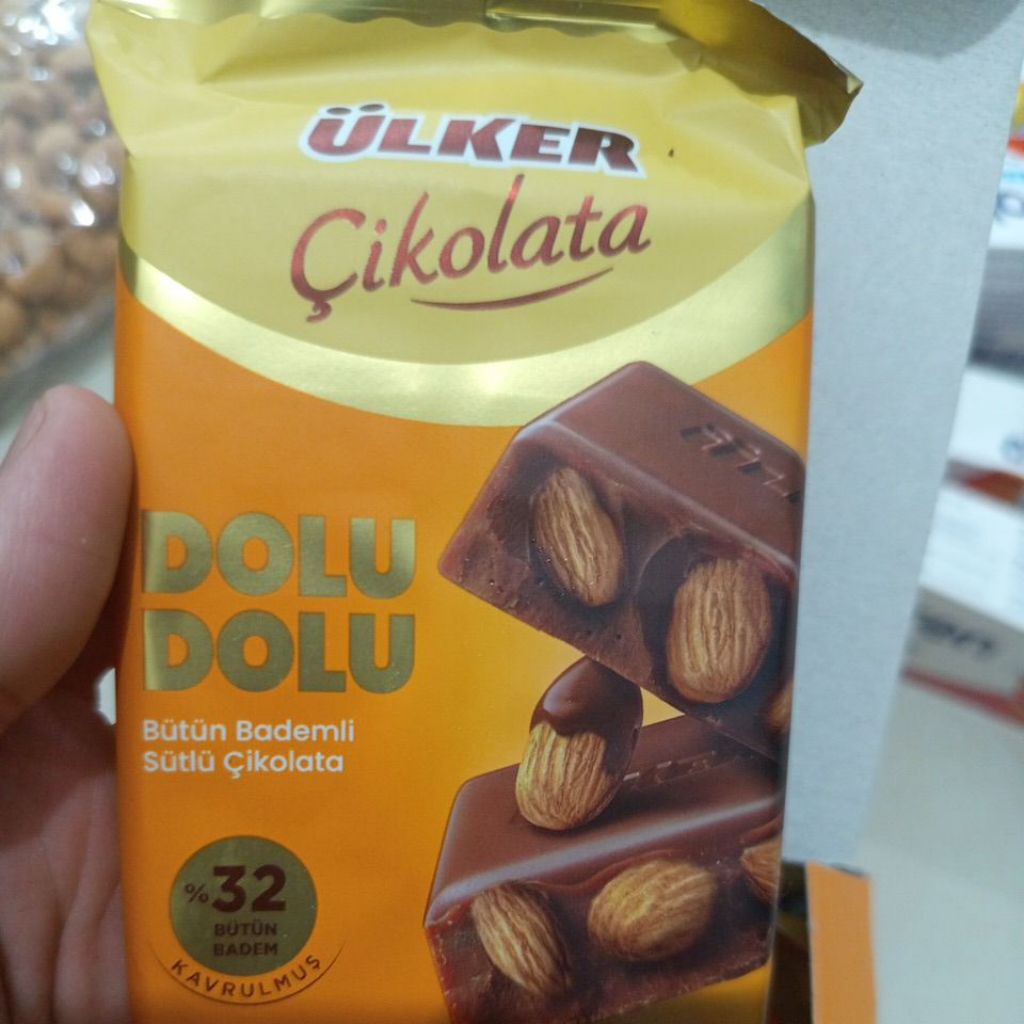 ÜLKER
Çikolata
DOLU
DOLU
Bütün Bademli
Sütlü Çikolata
%32
BÜTÜN
BADEM
KAVRULMUŞ